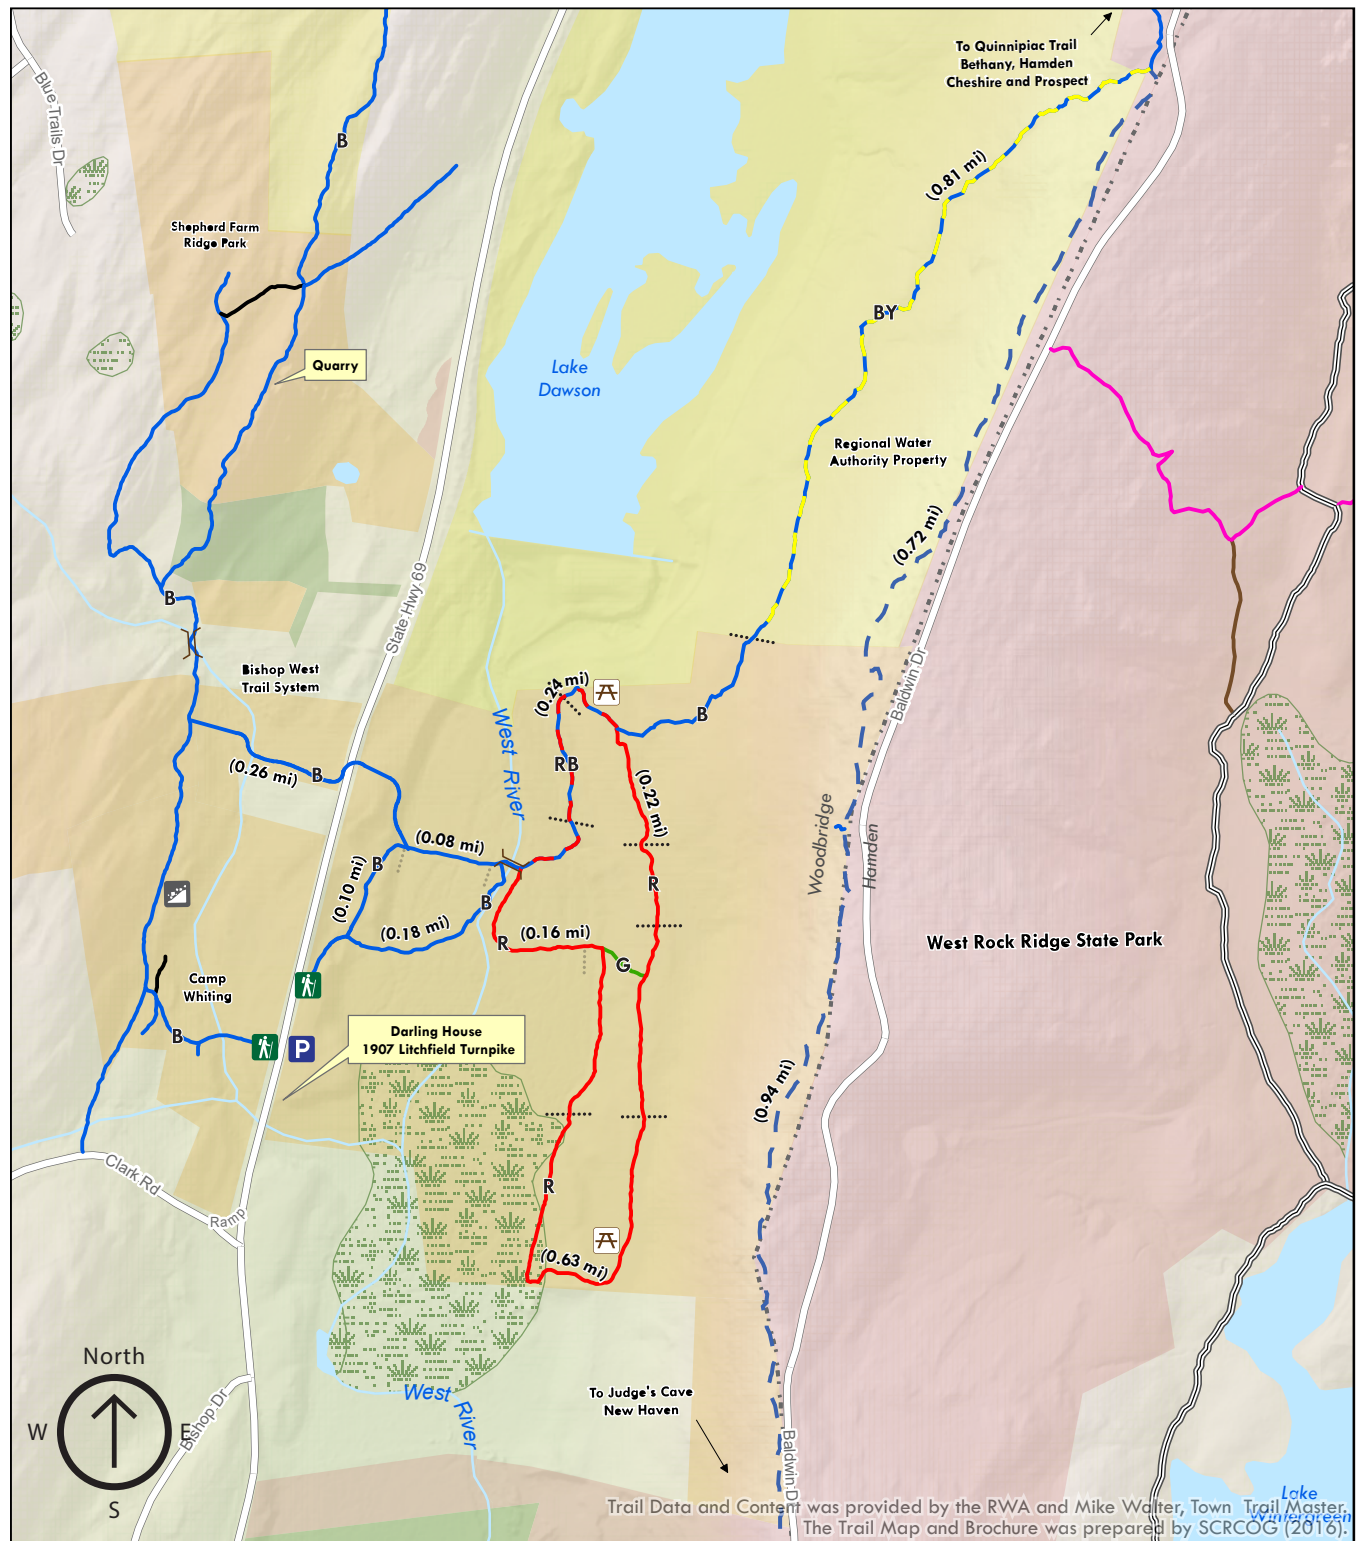 To Quinnipiac Trail
Bethany, Hamden
Cheshire and Prospect
Blue Trails Dr
B
(0.81 mi)
Shepherd Farm
Ridge Park
BY
Quarry
Lake
Dawson
Regional Water
Authority Property
(0.72 mi)
State Hwy 69
B
Bishop West
Trail System
Baldwin Dr
(0.24 mi)
B
West River
RB
(0.26 mi)
B
(0.22 mi)
Woodbridge
Hamden
(0.08 mi)
B
(0.10 mi)
R
B
(0.18 mi)
(0.16 mi)
R
West Rock Ridge State Park
G
Camp
Whiting
B
P
Darling House
1907 Litchfield Turnpike
(0.94 mi)
Clark Rd
R
Ramp
(0.63 mi)
North
W
E
S
Bishop Dr
West River
To Judge's Cave
New Haven
Baldwin Dr
Lake
Wintergreen
Trail Data and Content was provided by the RWA and Mike Walter, Town Trail Master.
The Trail Map and Brochure was prepared by SCRCOG (2016).